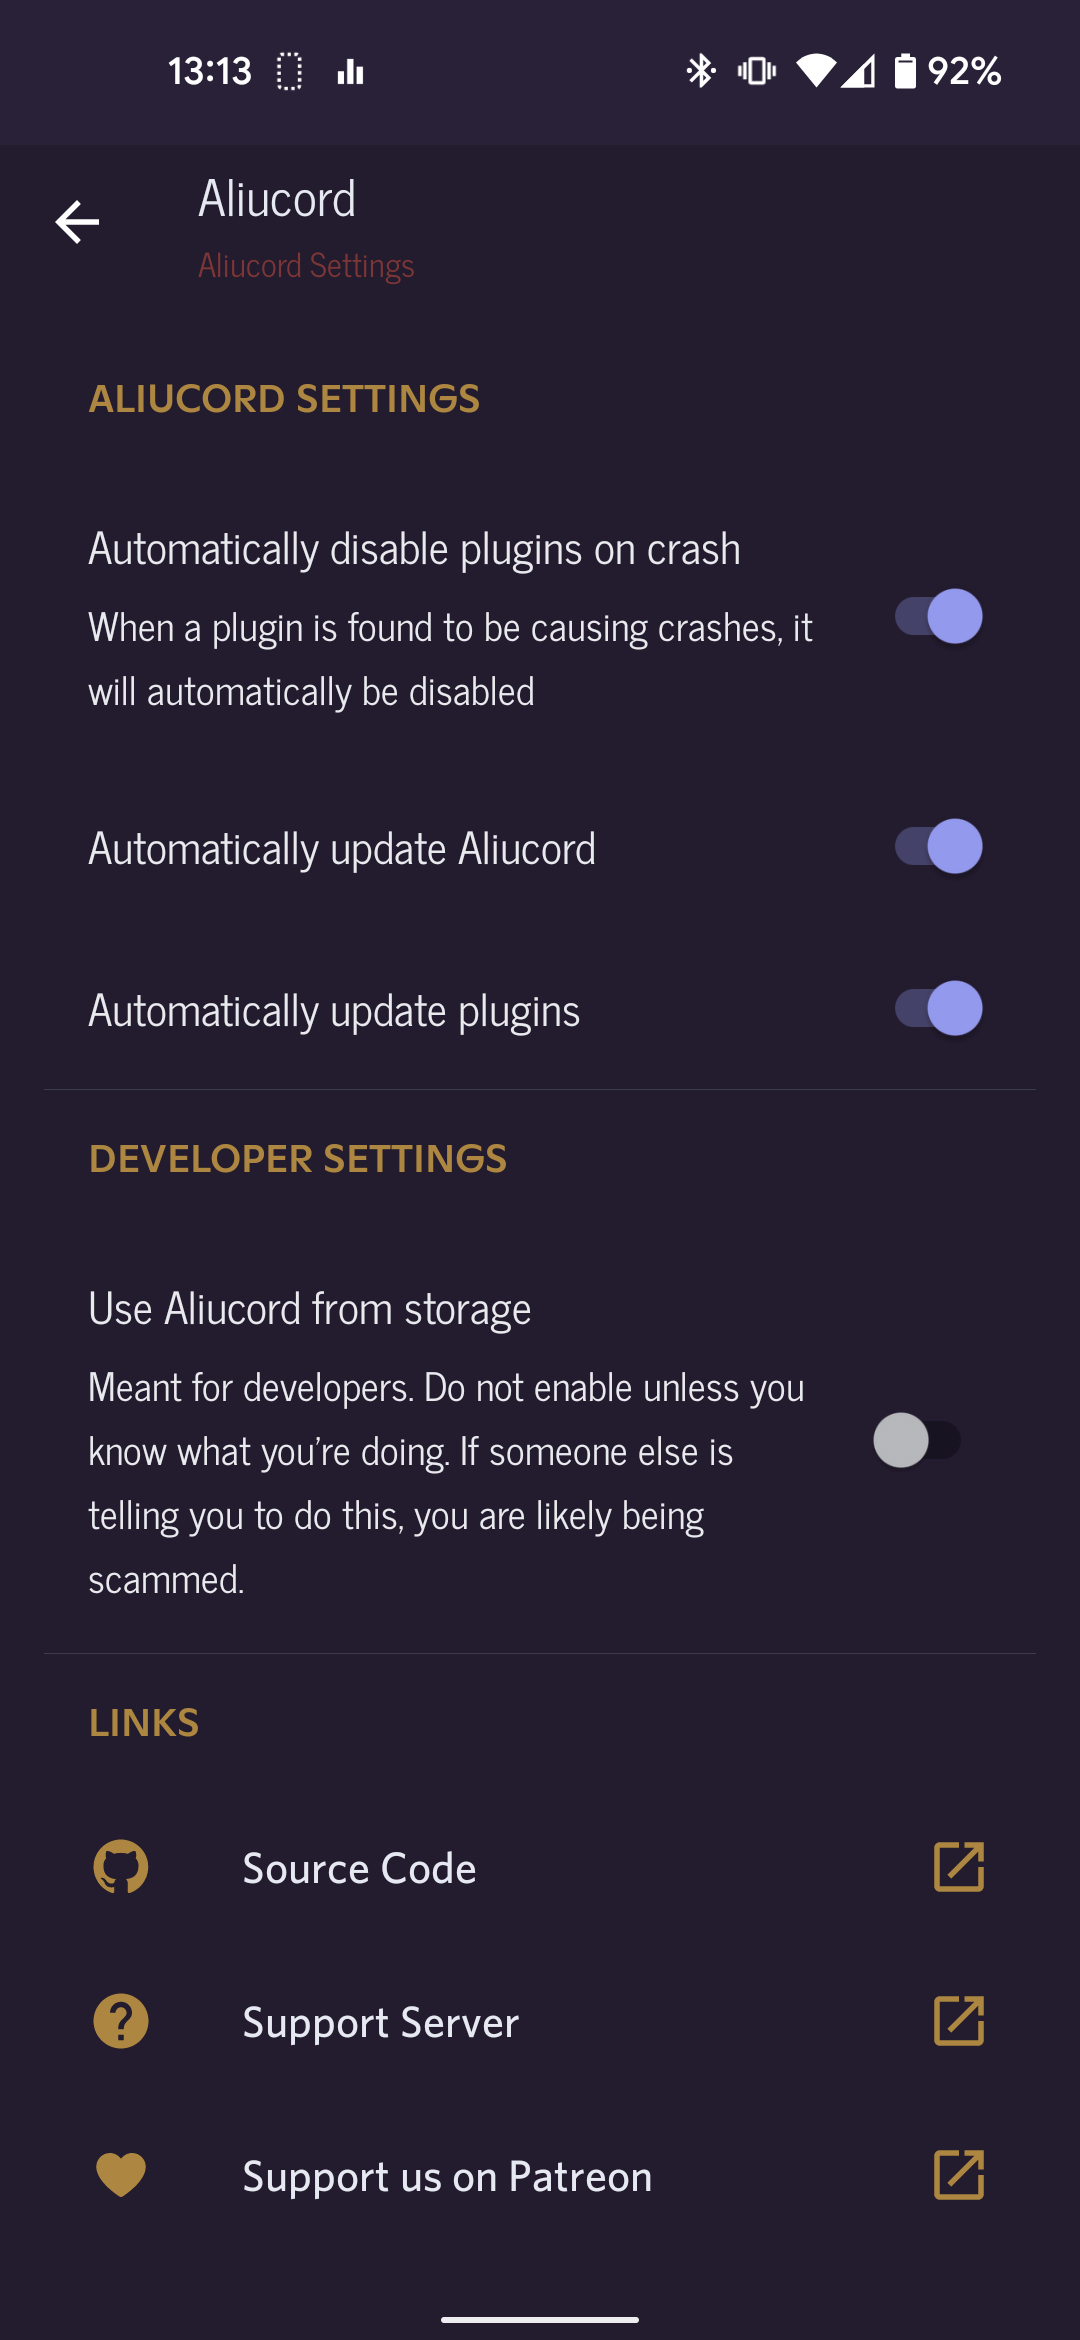 13:13
92%
Aliucord
Aliucord Settings
ALIUCORD SETTINGS
Automatically disable plugins on crash
When a plugin is found to be causing crashes, it
will automatically be disabled
Automatically update Aliucord
Automatically update plugins
DEVELOPER SETTINGS
Use Aliucord from storage
Meant for developers. Do not enable unless you
know what you're doing. If someone else is
telling you to do this, you are likely being
scammed.
LINKS
Source Code
Support Server
Support us on Patreon